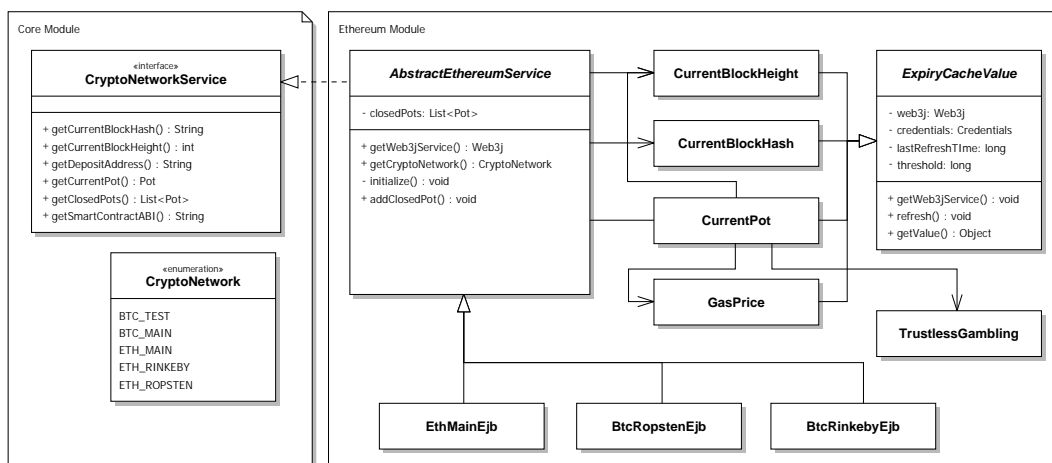 Core Module
«interface»
CryptoNetworkService
+ getCurrentBlockHash() : String
+ getCurrentBlockHeight() : int
+ getDepositAddress() : String
+ getCurrentPot() : Pot
+ getClosedPots() : List<Pot>
+ getSmartContractABI() : String
«enumeration»
CryptoNetwork
BTC_TEST
BTC_MAIN
ETH_MAIN
ETH_RINKEBY
ETH_ROPSTEN
Ethereum Module
AbstractEthereumService
- closedPots: List<Pot>
+ getWeb3jService() : Web3j
+ getCryptoNetwork() : CryptoNetwork
- initialize() : void
+ addClosedPot() : void
CurrentBlockHeight
CurrentBlockHash
CurrentPot
GasPrice
ExpiryCacheValue
- web3j: Web3j
- credentials: Credentials
- lastRefreshTIme: long
- threshold: long
+ getWeb3jService() : void
+ refresh() : void
+ getValue() : Object
TrustlessGambling
EthMainEjb
BtcRopstenEjb
BtcRinkebyEjb